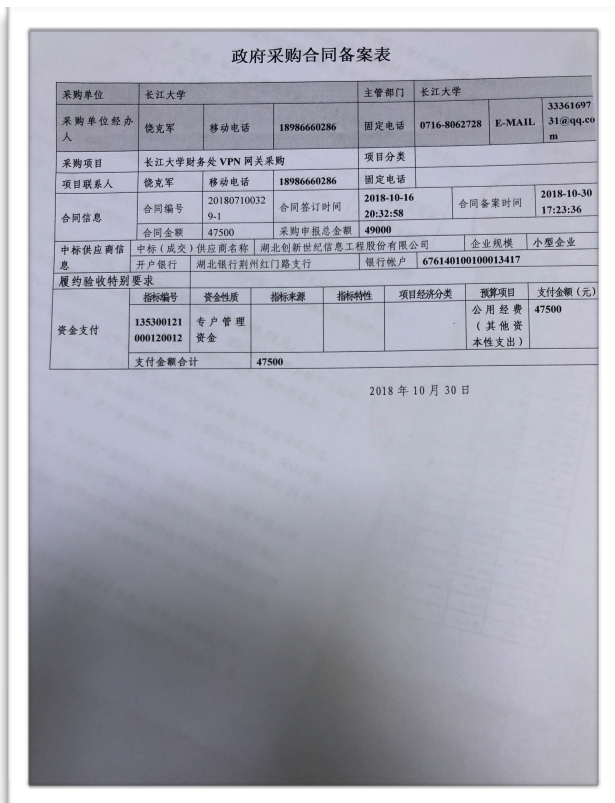 政府采购合同备案表
采购单位 长江大学 主管部门 长江大学
采购单位经办人 饶克军 移动电话 18986660286 固定电话 0716-8062728 E-MAIL 3336169731@qq.com
采购项目 长江大学财务处 VPN 网关采购 项目分类
项目联系人 饶克军 移动电话 18986660286 固定电话
合同信息 合同编号 201807100329-1 合同签订时间 2018-10-16 20:32:58 合同备案时间 2018-10-30 17:23:36
合同金额 47500 采购申报总金额 49000
中标供应商信息 中标（成交）供应商名称 湖北创新世纪信息工程股份有限公司 企业规模 小型企业
开户银行 湖北银行荆州红门路支行 银行帐户 676140100100013417
履约验收特别要求
资金支付 指标编号 资金性质 指标来源 指标特性 项目经济分类 预算项目 支付金额（元）
135300121000120012 专户管理资金 公用经费（其他资本性支出） 47500
支付金额合计 47500
2018 年 10 月 30 日